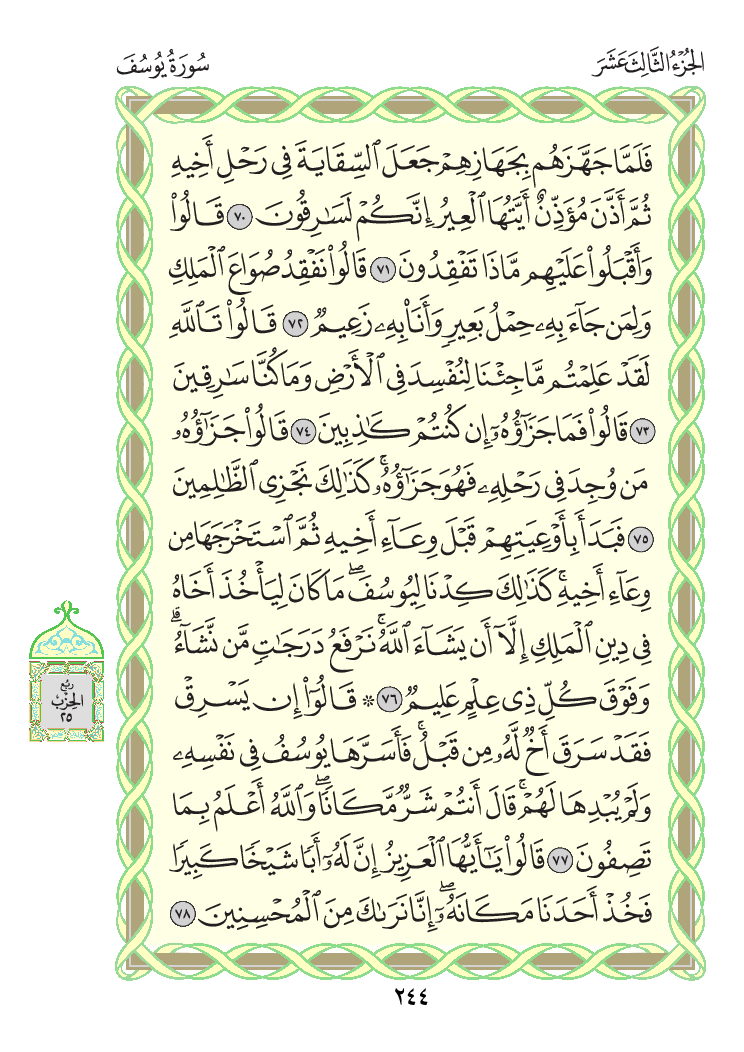 الجُزْءُ الثَّالِثَ عَشَرَ
سُورَةُ يُوسُفَ
فَلَمَّا جَهَّزَهُم بِجَهَازِهِمْ جَعَلَ ٱلسِّقَايَةَ فِى رَحْلِ أَخِيهِ
ثُمَّ أَذَّنَ مُؤَذِّنٌ أَيَّتُهَا ٱلْعِيرُ إِنَّكُمْ لَسَٰرِقُونَ ٧٠ قَالُوا۟
وَأَقْبَلُوا۟ عَلَيْهِم مَّاذَا تَفْقِدُونَ ٧١ قَالُوا۟ نَفْقِدُ صُوَاعَ ٱلْمَلِكِ
وَلِمَن جَآءَ بِهِۦ حِمْلُ بَعِيرٍ وَأَنَا۠ بِهِۦ زَعِيمٌ ٧٢ قَالُوا۟ تَٱللَّهِ
لَقَدْ عَلِمْتُم مَّا جِئْنَا لِنُفْسِدَ فِى ٱلْأَرْضِ وَمَا كُنَّا سَٰرِقِينَ
٧٣ قَالُوا۟ فَمَا جَزَٰٓؤُهُۥٓ إِن كُنتُمْ كَٰذِبِينَ ٧٤ قَالُوا۟ جَزَٰٓؤُهُۥ
مَن وُجِدَ فِى رَحْلِهِۦ فَهُوَ جَزَٰٓؤُهُۥ ۚ كَذَٰلِكَ نَجْزِى ٱلظَّٰلِمِينَ
٧٥ فَبَدَأَ بِأَوْعِيَتِهِمْ قَبْلَ وِعَآءِ أَخِيهِ ثُمَّ ٱسْتَخْرَجَهَا مِن
وِعَآءِ أَخِيهِ ۚ كَذَٰلِكَ كِدْنَا لِيُوسُفَ ۖ مَا كَانَ لِيَأْخُذَ أَخَاهُ
فِى دِينِ ٱلْمَلِكِ إِلَّآ أَن يَشَآءَ ٱللَّهُ ۚ نَرْفَعُ دَرَجَٰتٍ مَّن نَّشَآءُ ۗ
وَفَوْقَ كُلِّ ذِى عِلْمٍ عَلِيمٌ ٧٦ ۞ قَالُوٓا۟ إِن يَسْرِقْ
فَقَدْ سَرَقَ أَخٌ لَّهُۥ مِن قَبْلُ ۚ فَأَسَرَّهَا يُوسُفُ فِى نَفْسِهِۦ
وَلَمْ يُبْدِهَا لَهُمْ ۚ قَالَ أَنتُمْ شَرٌّ مَّكَانًا ۖ وَٱللَّهُ أَعْلَمُ بِمَا
تَصِفُونَ ٧٧ قَالُوا۟ يَٰٓأَيُّهَا ٱلْعَزِيزُ إِنَّ لَهُۥٓ أَبًا شَيْخًا كَبِيرًا
فَخُذْ أَحَدَنَا مَكَانَهُۥٓ ۖ إِنَّا نَرَىٰكَ مِنَ ٱلْمُحْسِنِينَ ٧٨
رُبُعُ
الحِزْبُ
٢٥
٢٤٤